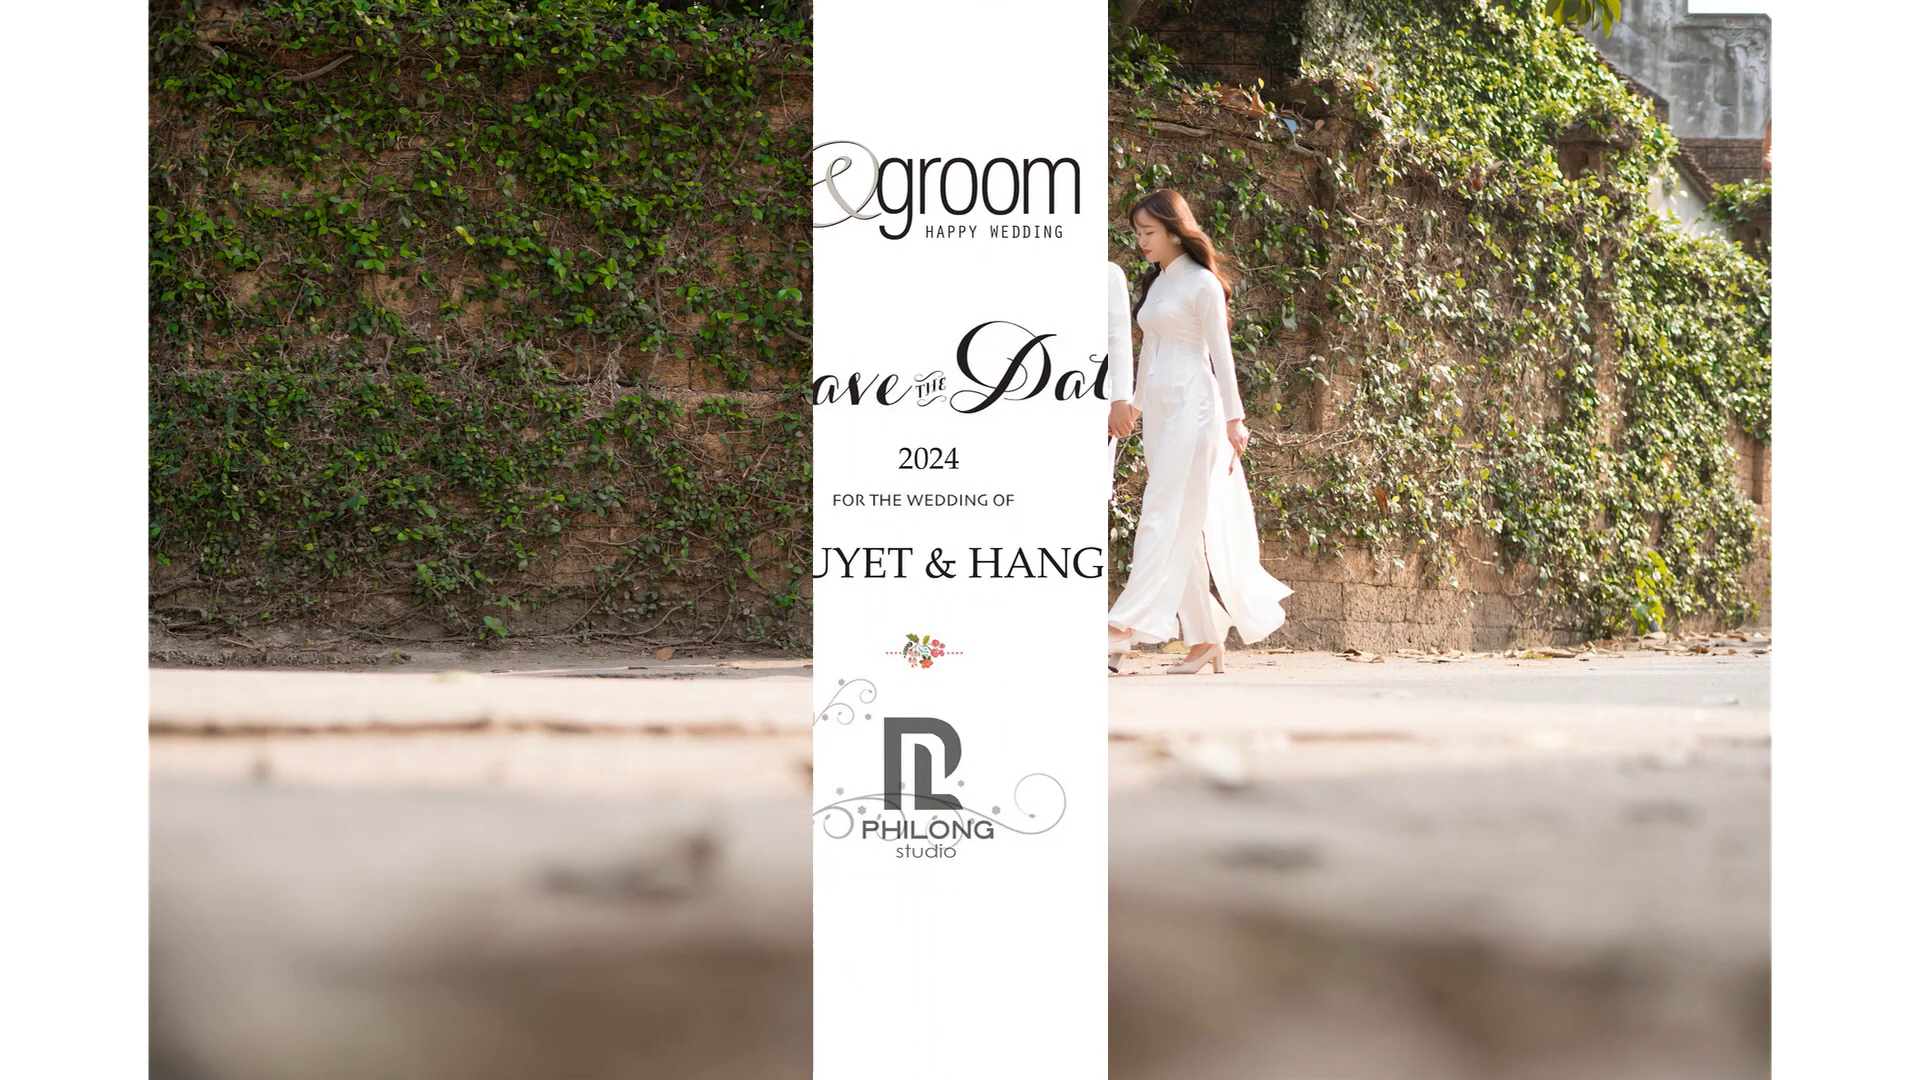 &groom
HAPPY WEDDING
ave THE Dat
2024
FOR THE WEDDING OF
UYET & HANG
PHILONG
studio